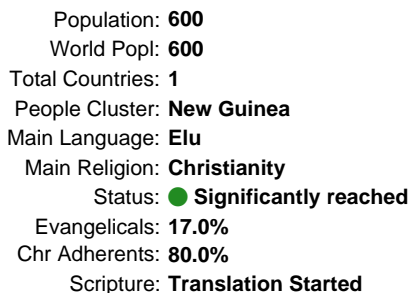 Population: 600
World Popl: 600
Total Countries: 1
People Cluster: New Guinea
Main Language: Elu
Main Religion: Christianity
Status: Significantly reached
Evangelicals: 17.0%
Chr Adherents: 80.0%
Scripture: Translation Started